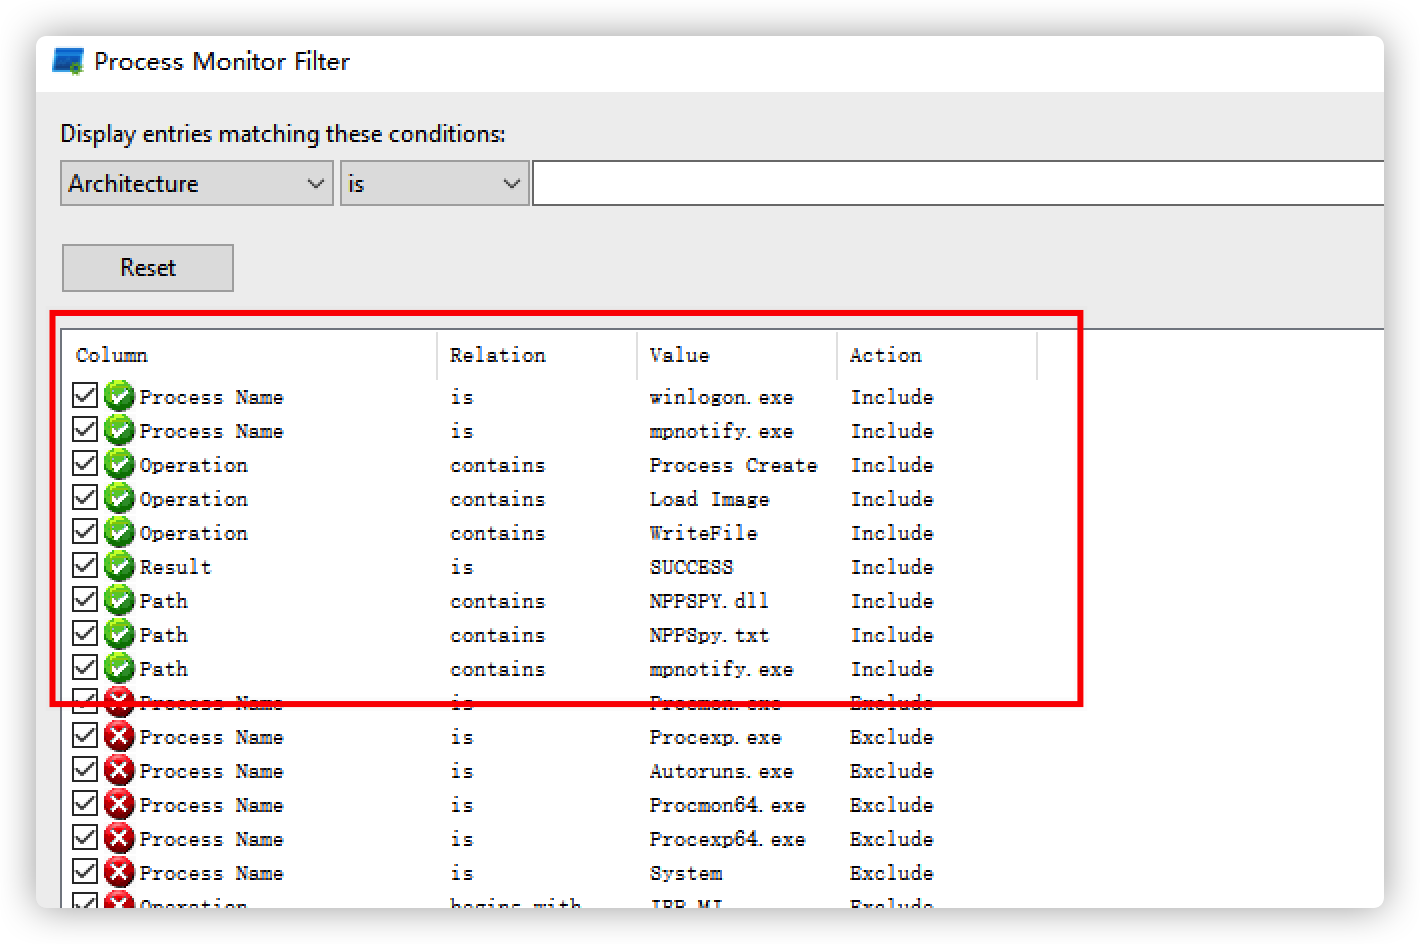 Process Monitor Filter
Display entries matching these conditions:
Architecture is
Reset
Column Relation Value Action
Process Name is winlogon.exe Include
Process Name is mpnotify.exe Include
Operation contains Process Create Include
Operation contains Load Image Include
Operation contains WriteFile Include
Result is SUCCESS Include
Path contains NPPSPY.dll Include
Path contains NPPSpy.txt Include
Path contains mpnotify.exe Include
Process Name is Procmon.exe Exclude
Process Name is Procexp.exe Exclude
Process Name is Autoruns.exe Exclude
Process Name is Procmon64.exe Exclude
Process Name is Procexp64.exe Exclude
Process Name is System Exclude
Operation begins with IRP_MJ_ Exclude